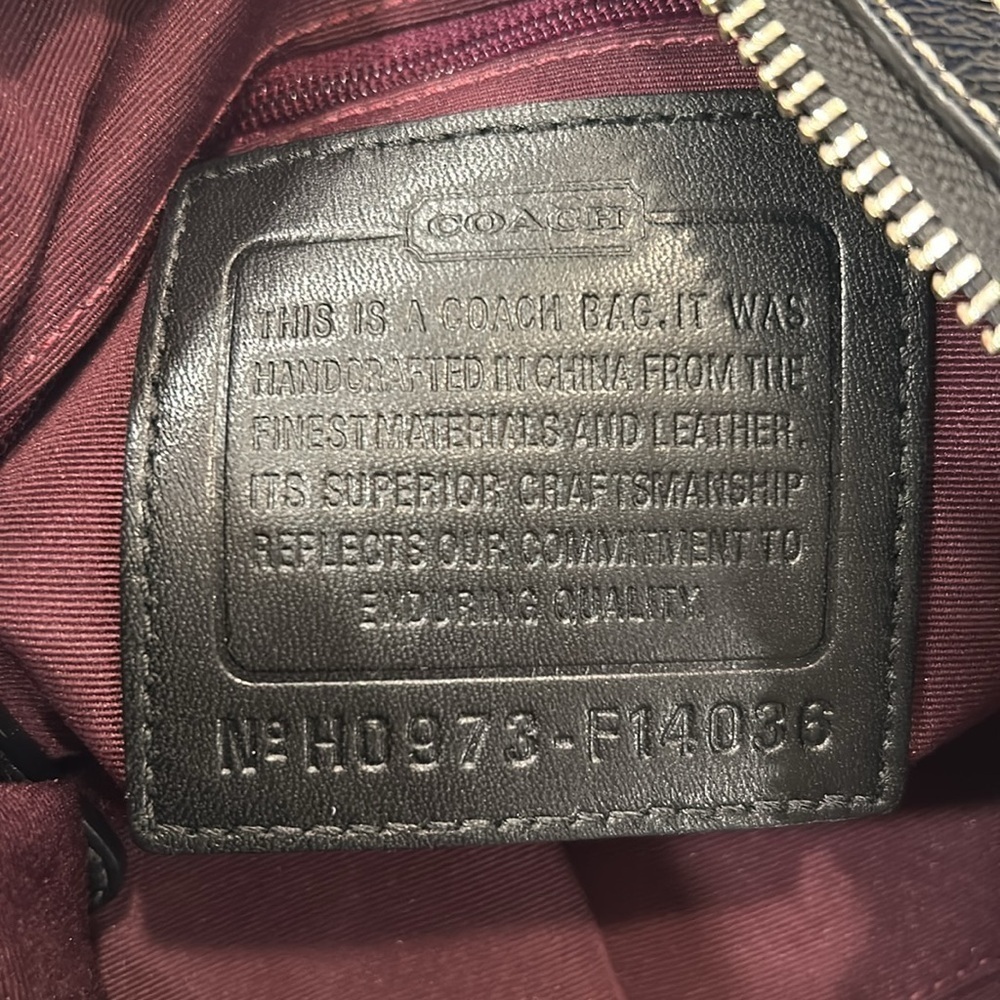 COACH
THIS IS A COACH BAG. IT WAS
HANDCRAFTED IN CHINA FROM THE
FINEST MATERIALS AND LEATHER.
ITS SUPERIOR CRAFTSMANSHIP
REFLECTS OUR COMMITMENT TO
ENDURING QUALITY.
Nº H0973-F14036